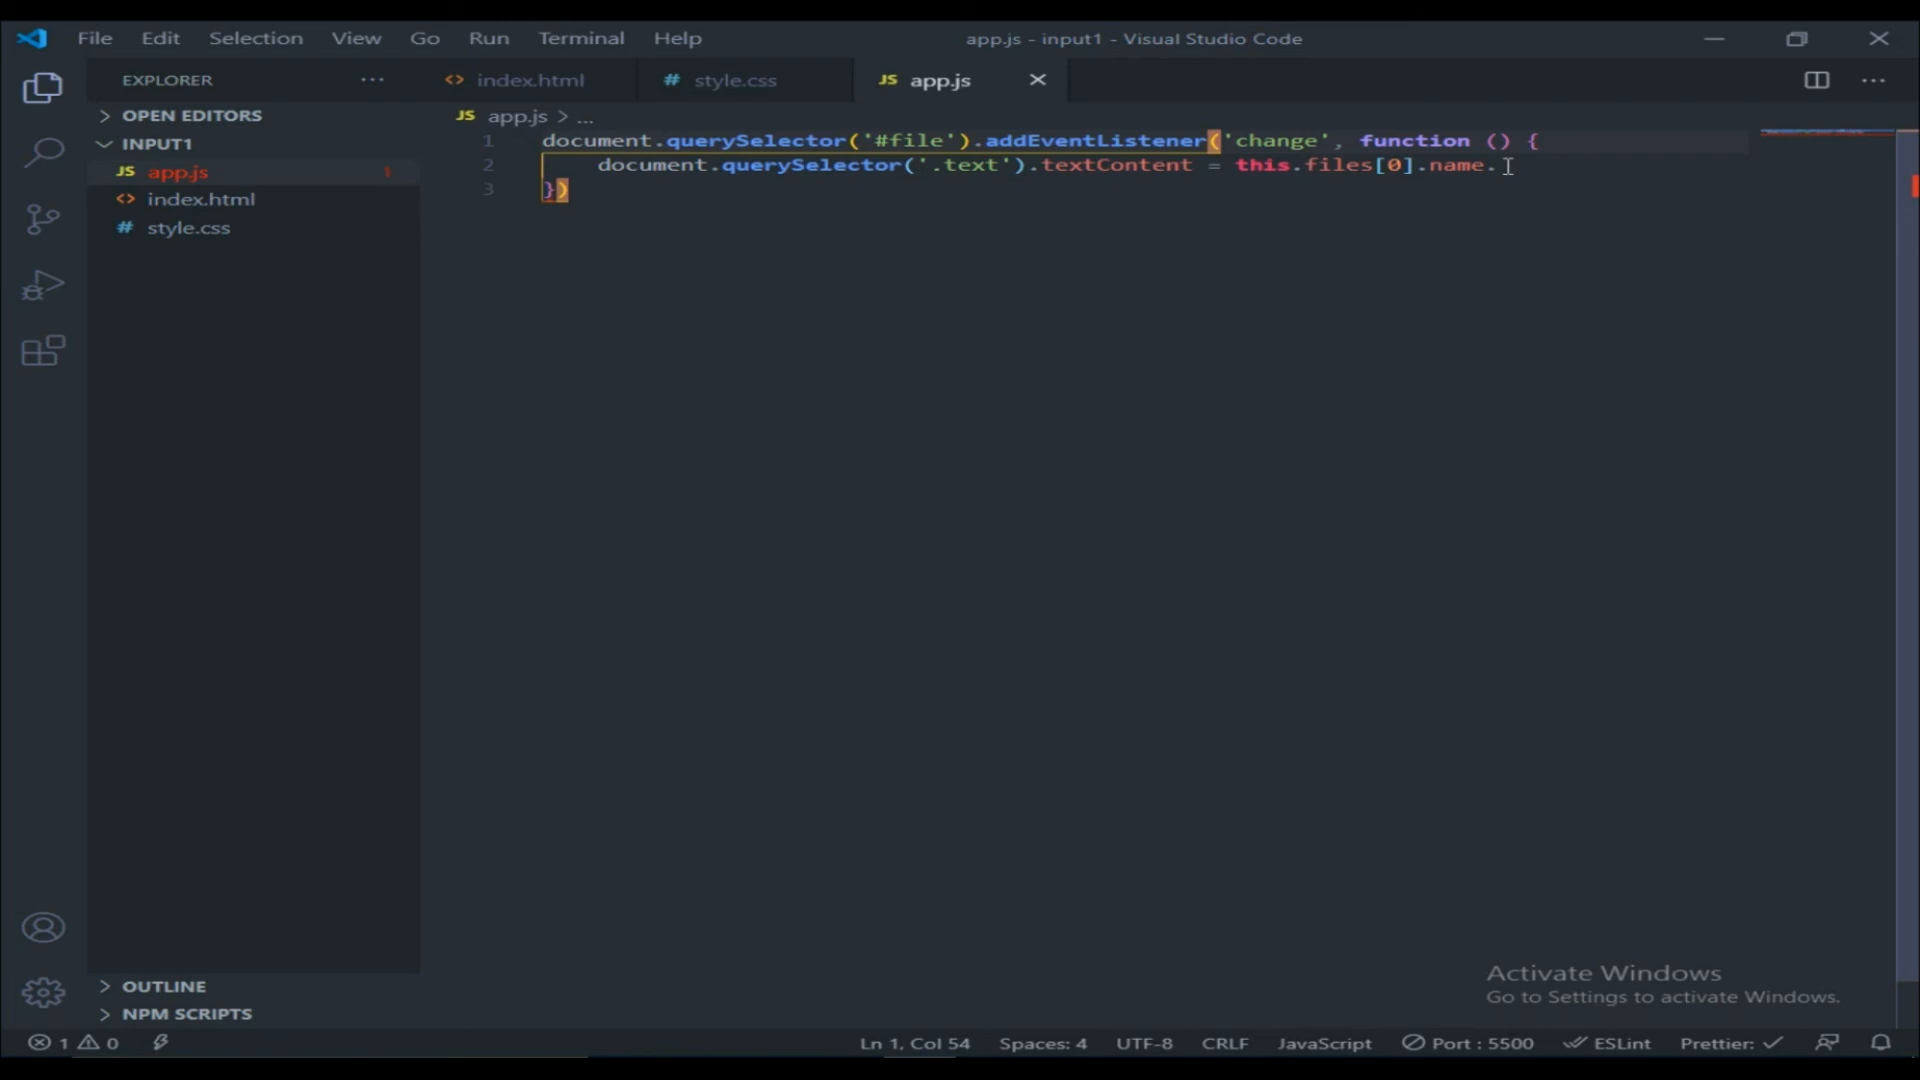 File Edit Selection View Go Run Terminal Help app.js - input1 - Visual Studio Code
EXPLORER ... <> index.html # style.css JS app.js
> OPEN EDITORS
JS app.js > ...
INPUT1
JS app.js 1
<> index.html
# style.css
1 document.querySelector('#file').addEventListener('change', function () {
2 document.querySelector('.text').textContent = this.files[0].name.
3 })
Activate Windows
Go to Settings to activate Windows.
> OUTLINE
> NPM SCRIPTS
1 0 Ln 1, Col 54 Spaces: 4 UTF-8 CRLF JavaScript Port : 5500 ESLint Prettier: ✓